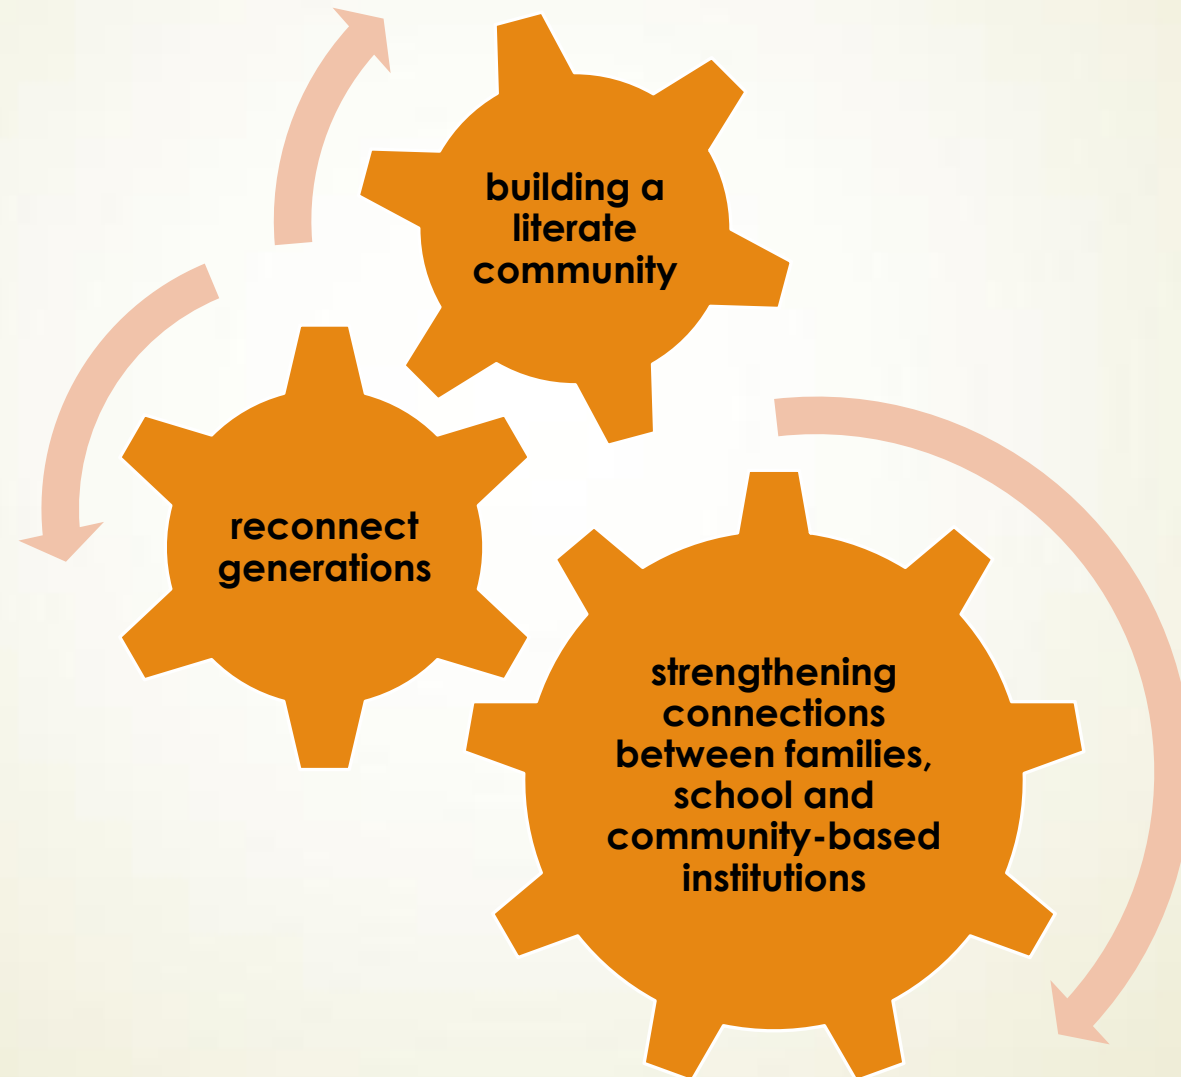 building a
literate
community
reconnect
generations
strengthening
connections
between families,
school and
community-based
institutions